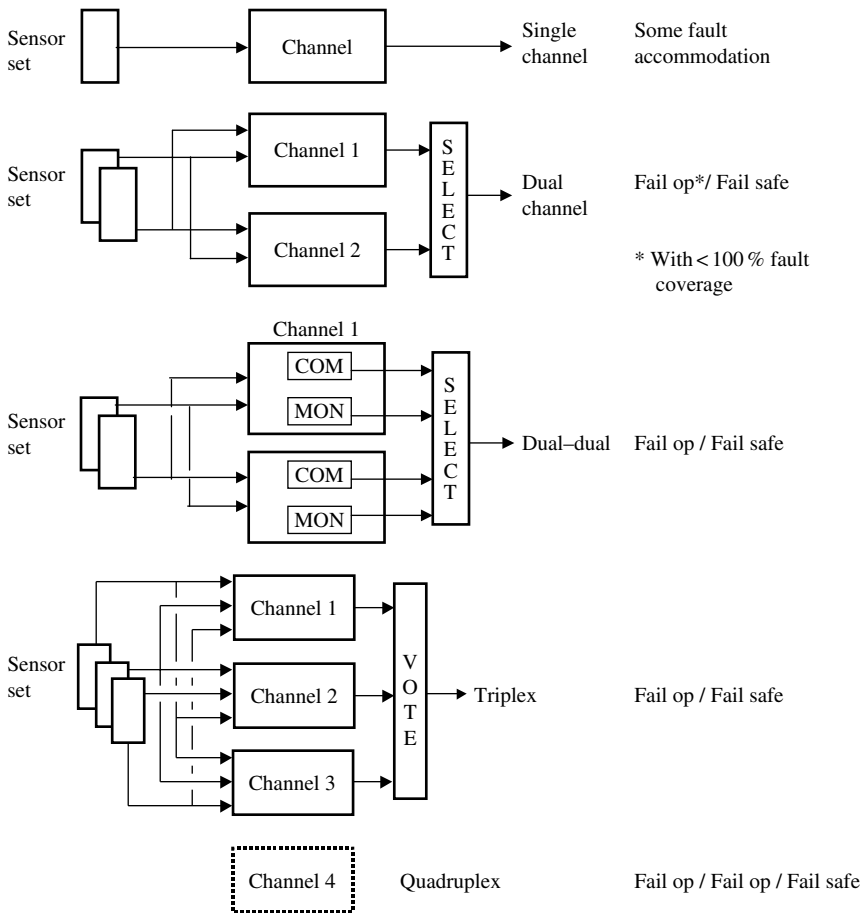 Sensor
set
Channel
Single
channel
Some fault
accommodation
Sensor
set
Channel 1
Channel 2
SELECT
Dual
channel
Fail op*/ Fail safe
* With < 100 % fault
coverage
Sensor
set
Channel 1
COM
MON
COM
MON
SELECT
Dual–dual
Fail op / Fail safe
Sensor
set
Channel 1
Channel 2
Channel 3
VOTE
Triplex
Fail op / Fail safe
Channel 4
Quadruplex
Fail op / Fail op / Fail safe